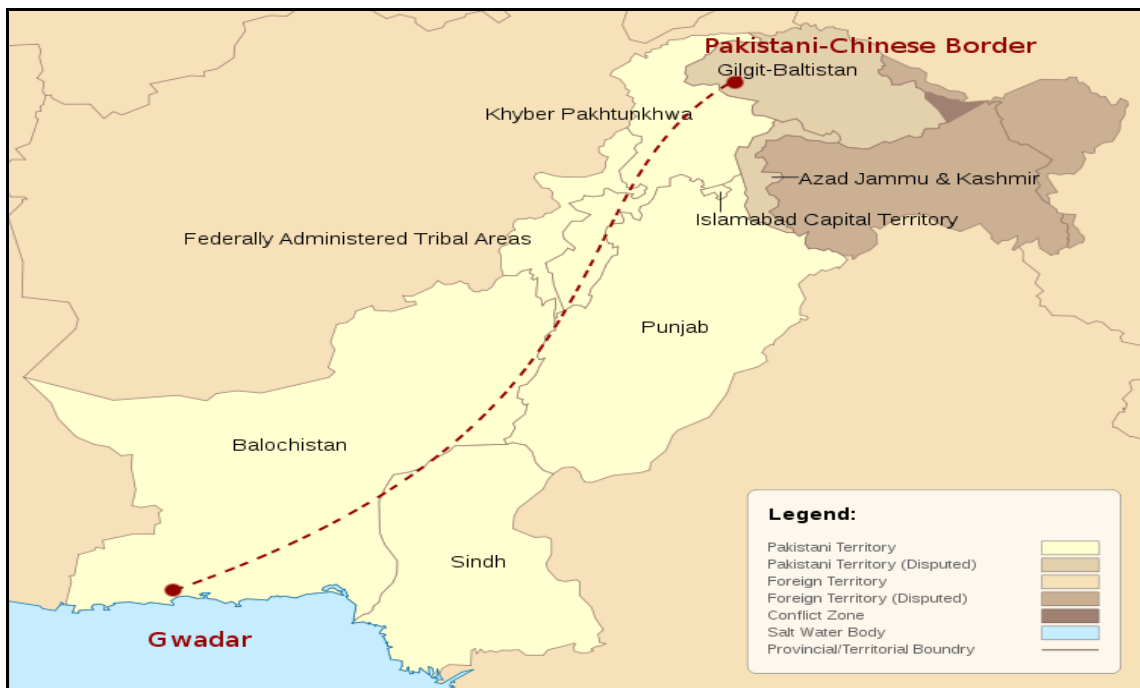 Pakistani-Chinese Border
Gilgit-Baltistan
Khyber Pakhtunkhwa
Azad Jammu & Kashmir
Islamabad Capital Territory
Federally Administered Tribal Areas
Punjab
Balochistan
Sindh
Gwadar
Legend:
Pakistani Territory
Pakistani Territory (Disputed)
Foreign Territory
Foreign Territory (Disputed)
Conflict Zone
Salt Water Body
Provincial/Territorial Boundry